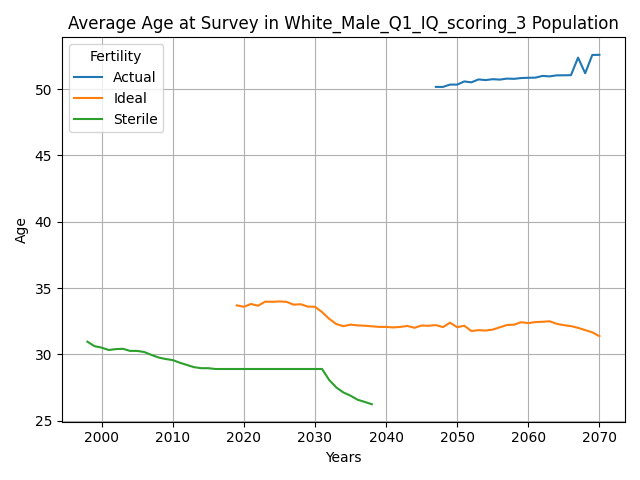 Average Age at Survey in White_Male_Q1_IQ_scoring_3 Population
Fertility
Actual
Ideal
Sterile
Age
50
45
40
35
30
25
2000 2010 2020 2030 2040 2050 2060 2070
Years